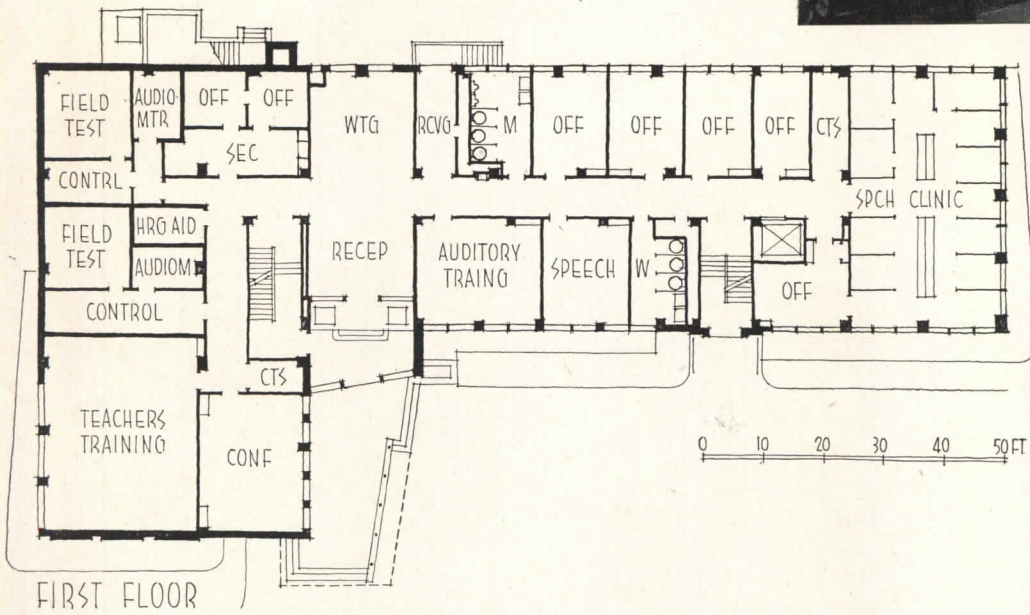 FIELD
TEST
AUDIO-
MTR
OFF
OFF
SEC
WTG
RCVG
M
OFF
OFF
OFF
OFF
CTS
CONTRL
SPCH CLINIC
FIELD
TEST
HRG AID
AUDIOM
CONTROL
RECEP
AUDITORY
TRAING
SPEECH
W
OFF
CTS
TEACHERS
TRAINING
CONF
0 10 20 30 40 50 FT
FIRST FLOOR